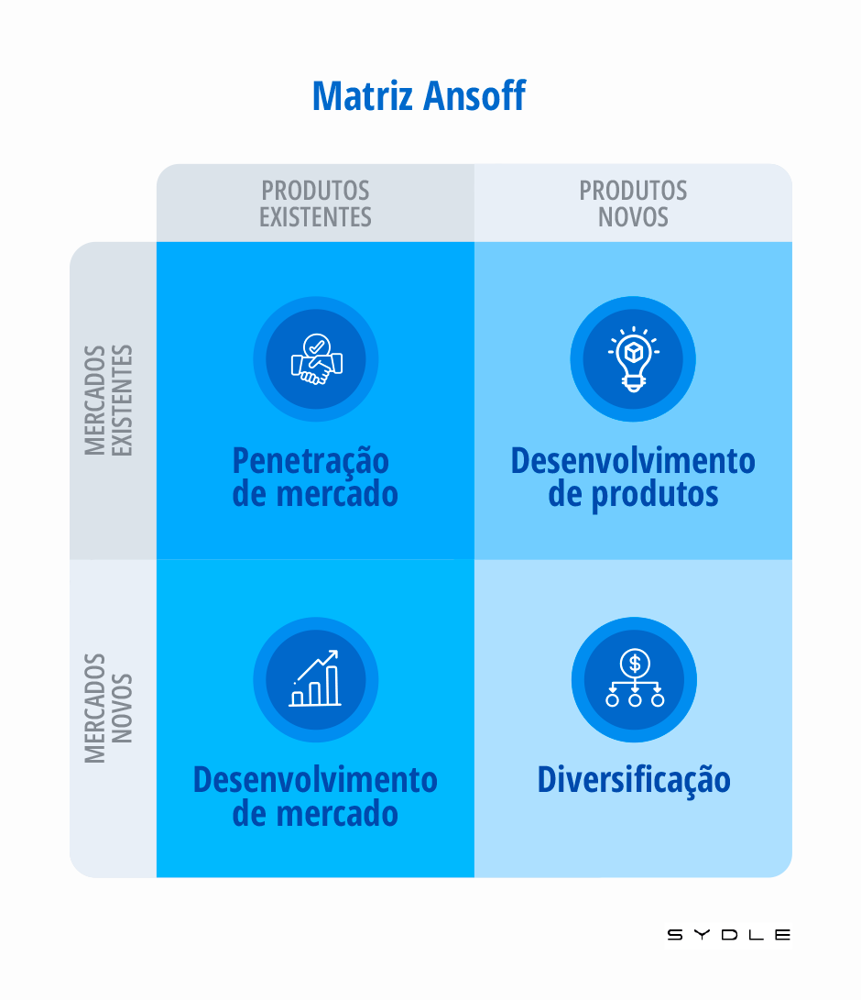 Matriz Ansoff
PRODUTOS
EXISTENTES
PRODUTOS
NOVOS
MERCADOS
EXISTENTES
Penetração
de mercado
Desenvolvimento
de produtos
MERCADOS
NOVOS
Desenvolvimento
de mercado
Diversificação
SYDLE